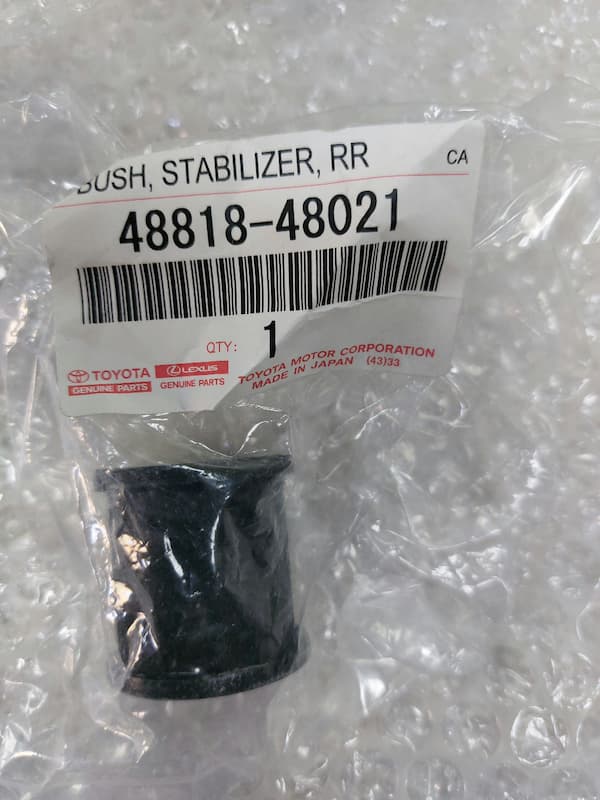 BUSH, STABILIZER, RR CA
48818-48021
QTY: 1
TOYOTA LEXUS TOYOTA MOTOR CORPORATION
GENUINE PARTS GENUINE PARTS MADE IN JAPAN (43)33